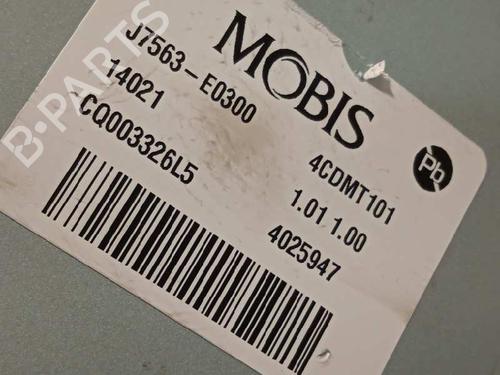 MOBIS
J7563-E0300
14021
CQ003326L5
4CDMT101
1.01 1.00
4025947
Pb
B-PARTS